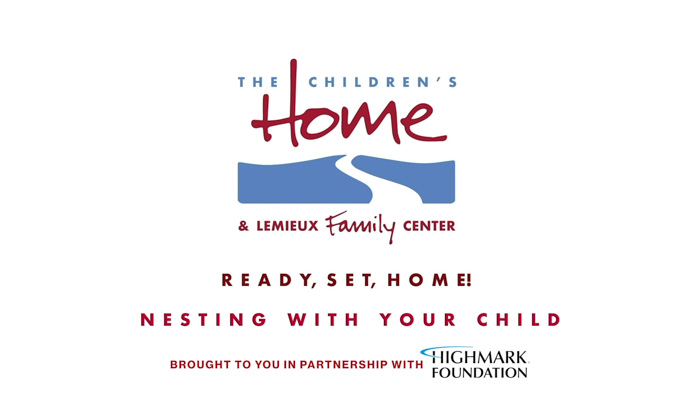 THE CHILDREN'S
Home
& LEMIEUX Family CENTER
READY, SET, HOME!
NESTING WITH YOUR CHILD
BROUGHT TO YOU IN PARTNERSHIP WITH HIGHMARK.
FOUNDATION